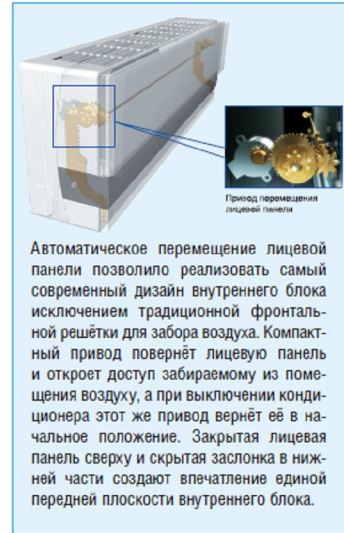 Привод перемещения
лицевой панели
Автоматическое перемещение лицевой
панели позволило реализовать самый
современный дизайн внутреннего блока
исключением традиционной фронталь-
ной решётки для забора воздуха. Компакт-
ный привод повернёт лицевую панель
и откроет доступ забираемому из поме-
щения воздуху, а при выключении конди-
ционера этот же привод вернёт её в на-
чальное положение. Закрытая лицевая
панель сверху и скрытая заслонка в ниж-
ней части создают впечатление единой
передней плоскости внутреннего блока.